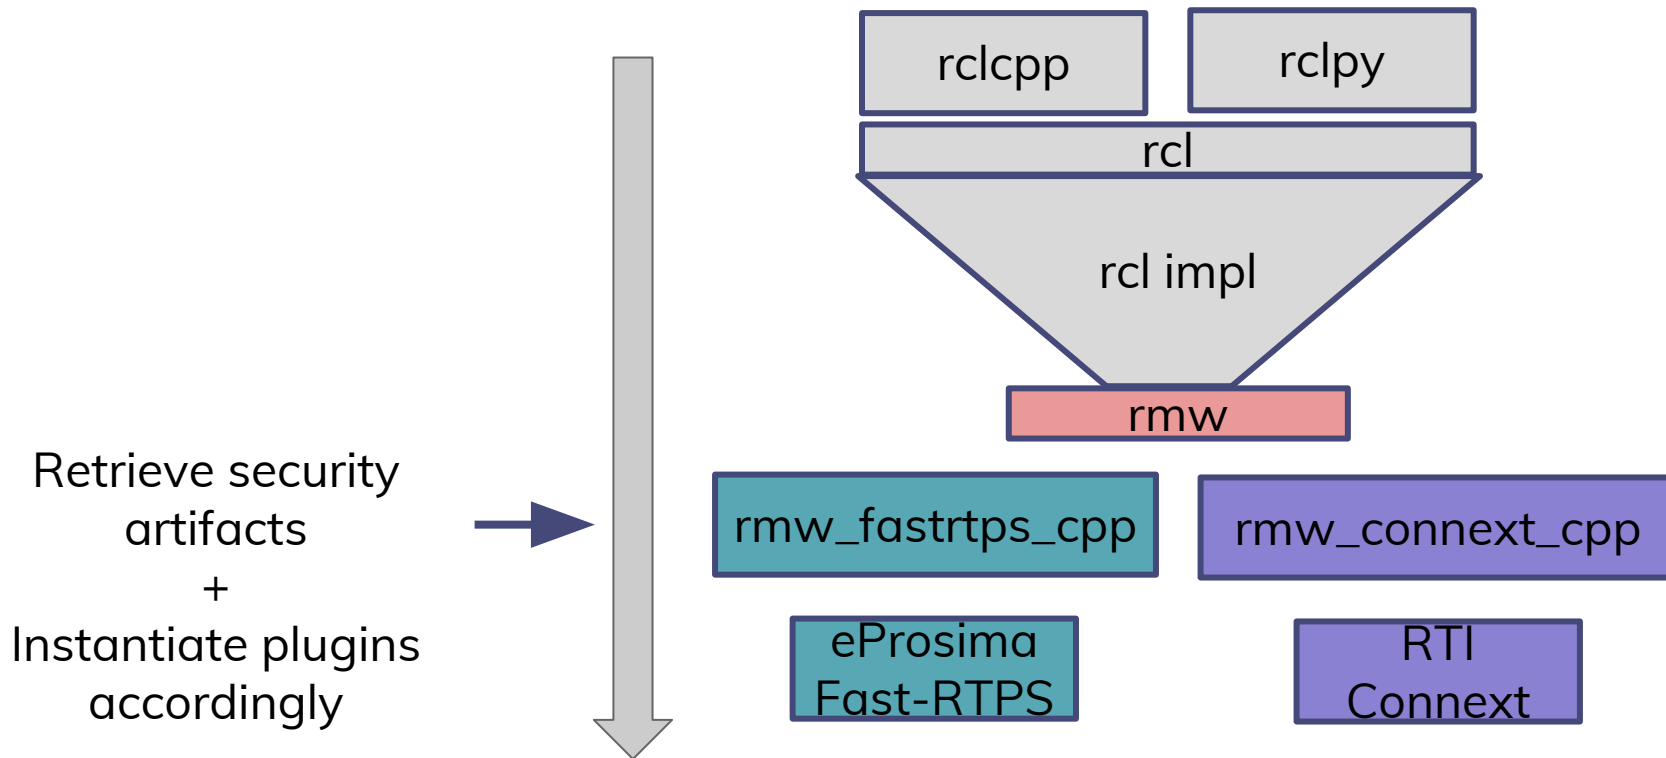 rclcpp
rclpy
rcl
rcl impl
rmw
Retrieve security
artifacts
+
Instantiate plugins
accordingly
rmw_fastrtps_cpp
rmw_connext_cpp
eProsima
Fast-RTPS
RTI
Connext